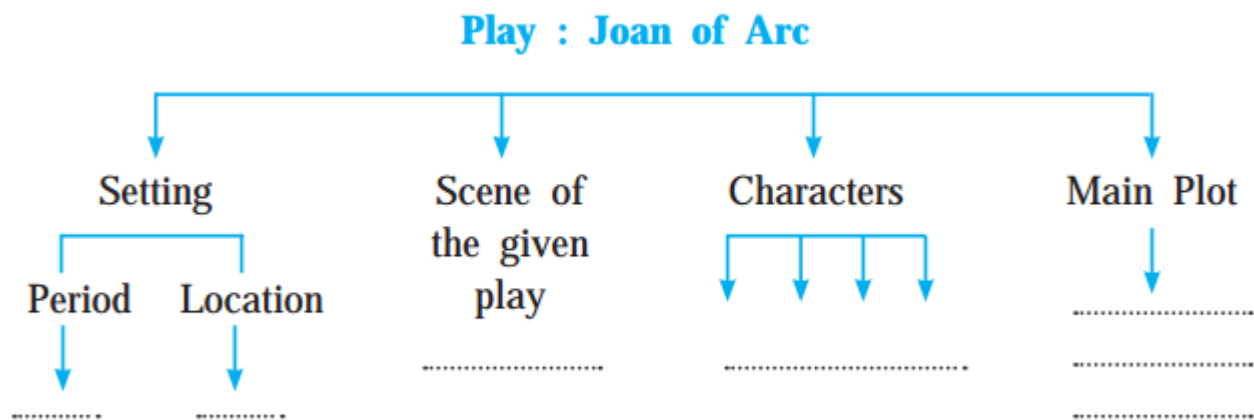 Play : Joan of Arc
Setting
Scene of
the given
play
Characters
Main Plot
Period
Location